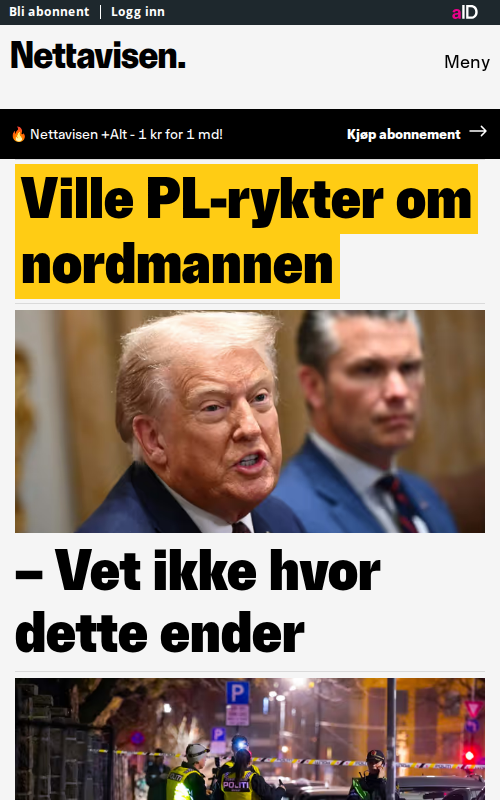 Bli abonnent | Logg inn
aID
Nettavisen.
Meny
🔥 Nettavisen +Alt - 1 kr for 1 md!
Kjøp abonnement →
Ville PL-rykter om
nordmannen
– Vet ikke hvor
dette ender
P
POLITI
POLITI